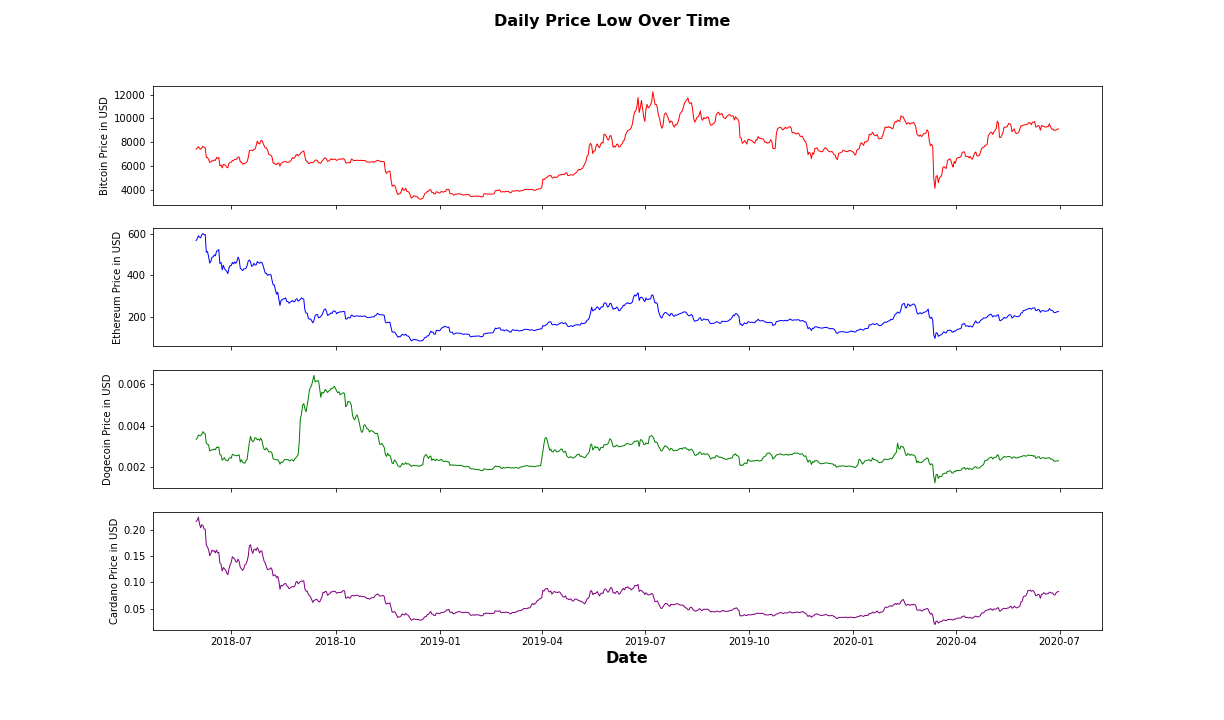 Daily Price Low Over Time
Bitcoin Price in USD
12000
10000
8000
6000
4000
Ethereum Price in USD
600
400
200
Dogecoin Price in USD
0.006
0.004
0.002
Cardano Price in USD
0.20
0.15
0.10
0.05
2018-07 2018-10 2019-01 2019-04 2019-07 2019-10 2020-01 2020-04 2020-07
Date